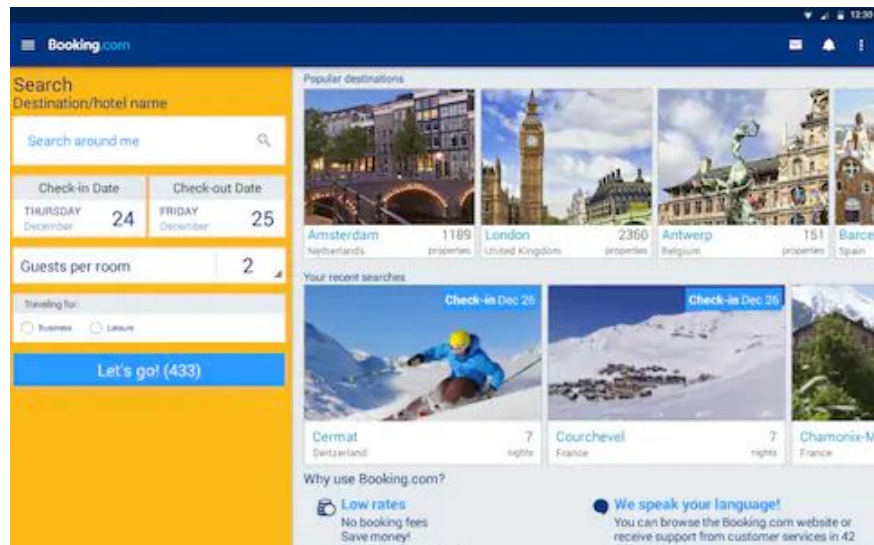 12:30
Booking.com
Search
Destination/hotel name
Search around me
Check-in Date
Check-out Date
THURSDAY
December
24
FRIDAY
December
25
Guests per room
2
Traveling for:
Business
Leisure
Let's go! (433)
Popular destinations
Amsterdam
1189
Netherlands
properties
London
2360
United Kingdom
properties
Antwerp
151
Belgium
properties
Barce
Spain
Your recent searches
Check-in Dec 26
Cermat
7
Switzerland
nights
Check-in Dec 26
Courchevel
7
France
nights
Chamonix-M
France
Why use Booking.com?
Low rates
No booking fees
Save money!
We speak your language!
You can browse the Booking.com website or
receive support from customer services in 42